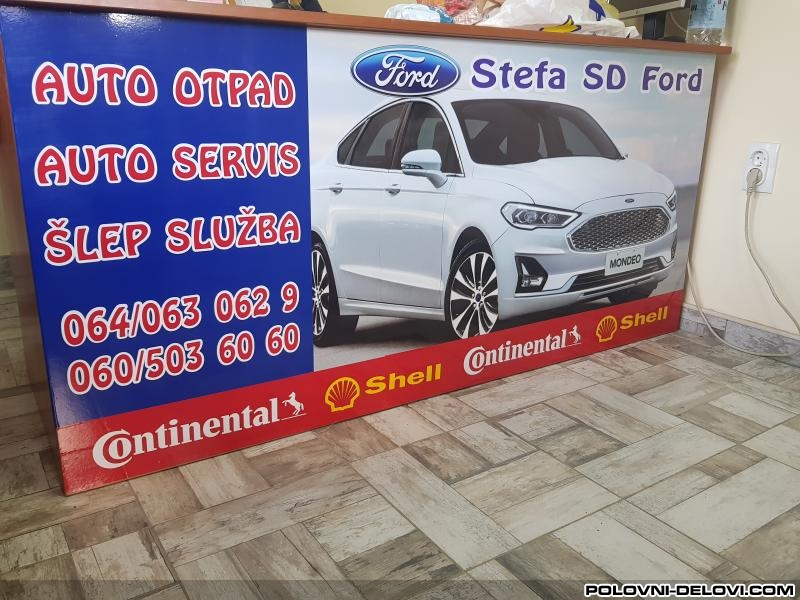 AUTO OTPAD
AUTO SERVIS
ŠLEP SLUŽBA
064/063 062 9
060/503 60 60
Ford
Stefa SD Ford
MONDEO
Continental
Shell
Continental
Shell
POLOVNI-DELOVI.COM